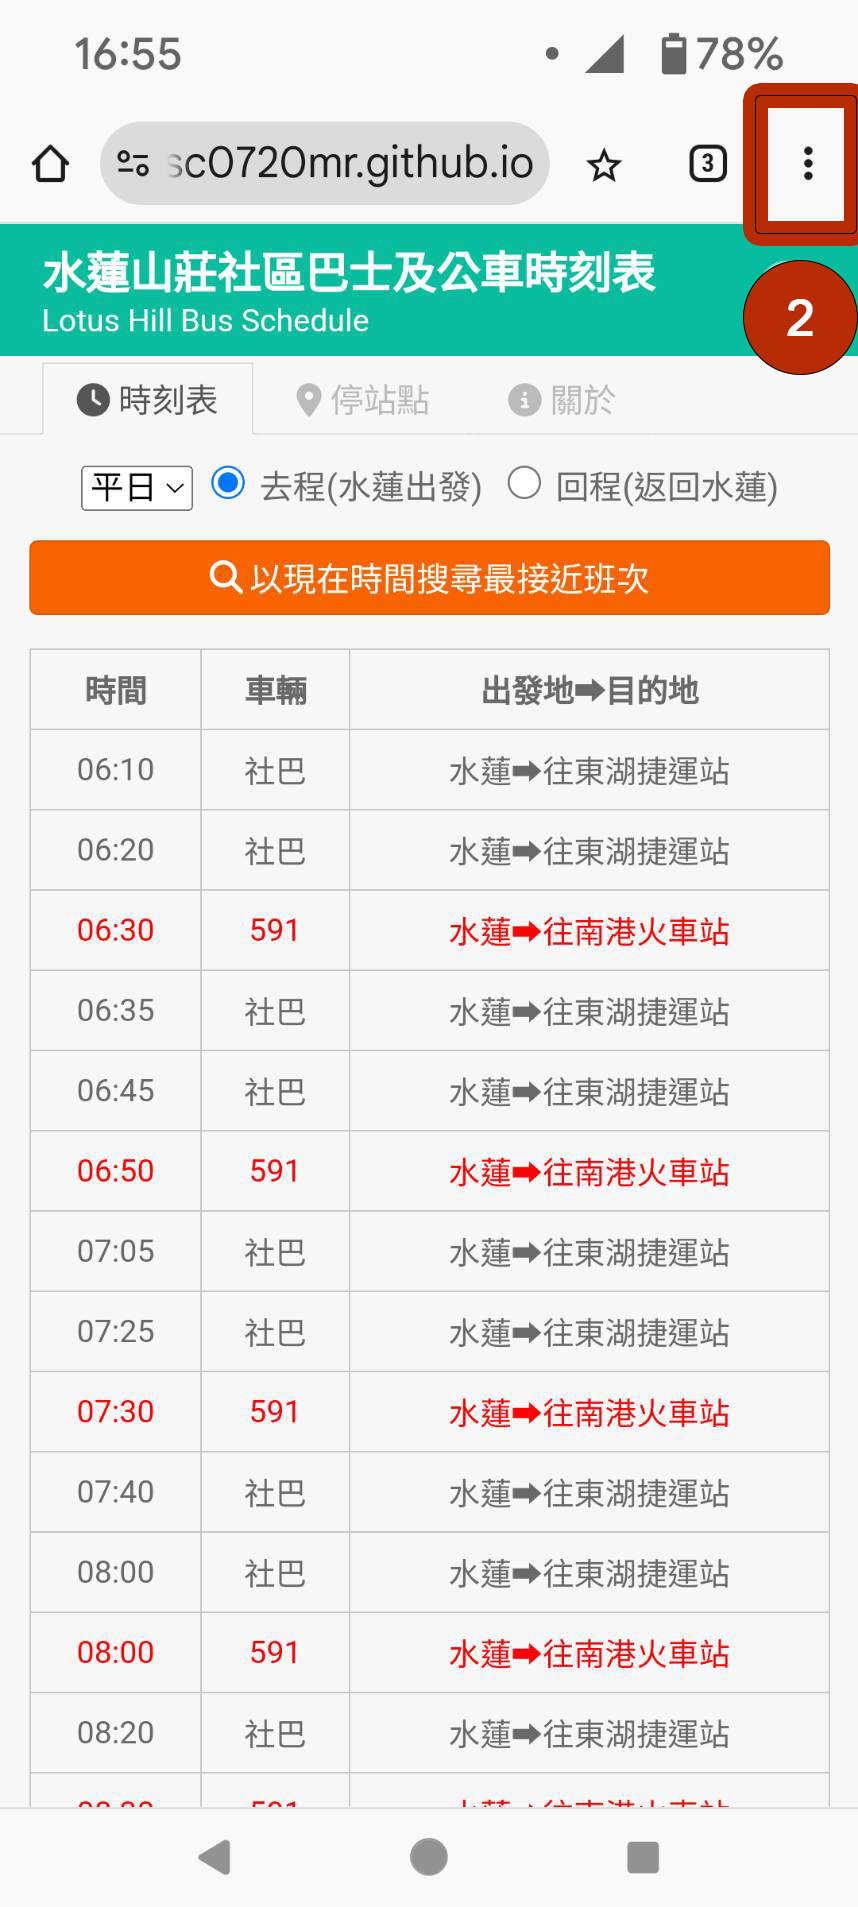 16:55 78%
sc0720mr.github.io 3
水蓮山莊社區巴士及公車時刻表
Lotus Hill Bus Schedule
2
時刻表 停站點 關於
平日 去程(水蓮出發) 回程(返回水蓮)
以現在時間搜尋最接近班次
時間 車輛 出發地➡目的地
06:10 社巴 水蓮➡往東湖捷運站
06:20 社巴 水蓮➡往東湖捷運站
06:30 591 水蓮➡往南港火車站
06:35 社巴 水蓮➡往東湖捷運站
06:45 社巴 水蓮➡往東湖捷運站
06:50 591 水蓮➡往南港火車站
07:05 社巴 水蓮➡往東湖捷運站
07:25 社巴 水蓮➡往東湖捷運站
07:30 591 水蓮➡往南港火車站
07:40 社巴 水蓮➡往東湖捷運站
08:00 社巴 水蓮➡往東湖捷運站
08:00 591 水蓮➡往南港火車站
08:20 社巴 水蓮➡往東湖捷運站